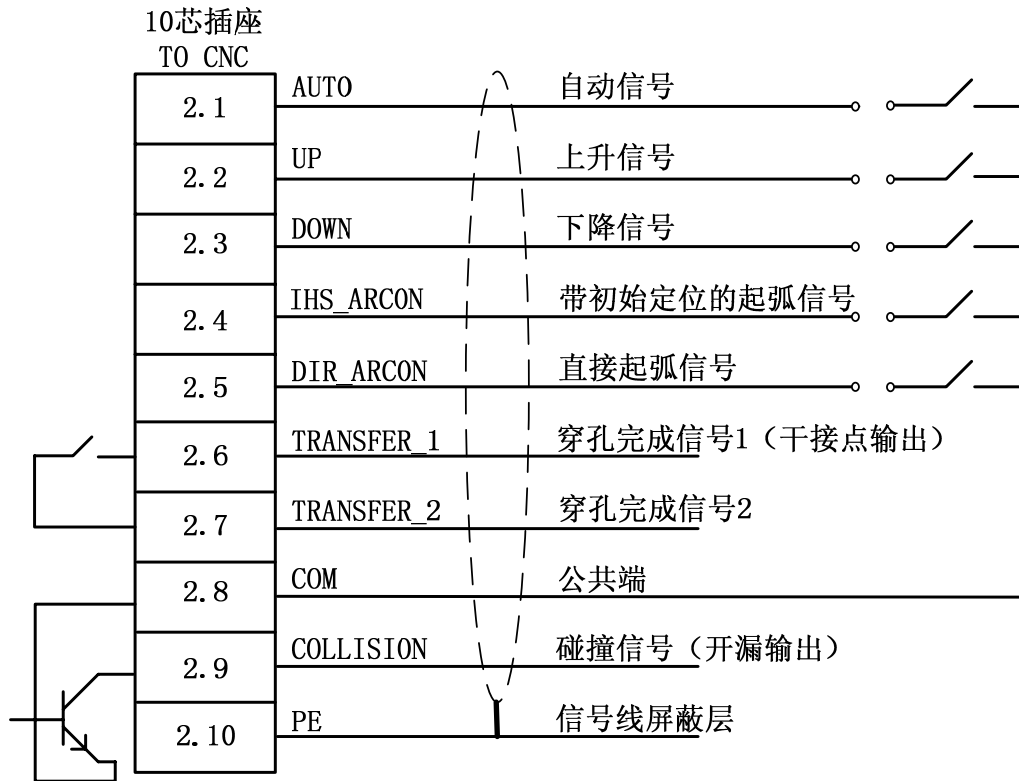 10芯插座
TO CNC
2.1 AUTO 自动信号
2.2 UP 上升信号
2.3 DOWN 下降信号
2.4 IHS_ARCON 带初始定位的起弧信号
2.5 DIR_ARCON 直接起弧信号
2.6 TRANSFER_1 穿孔完成信号1（干接点输出）
2.7 TRANSFER_2 穿孔完成信号2
2.8 COM 公共端
2.9 COLLISION 碰撞信号（开漏输出）
2.10 PE 信号线屏蔽层